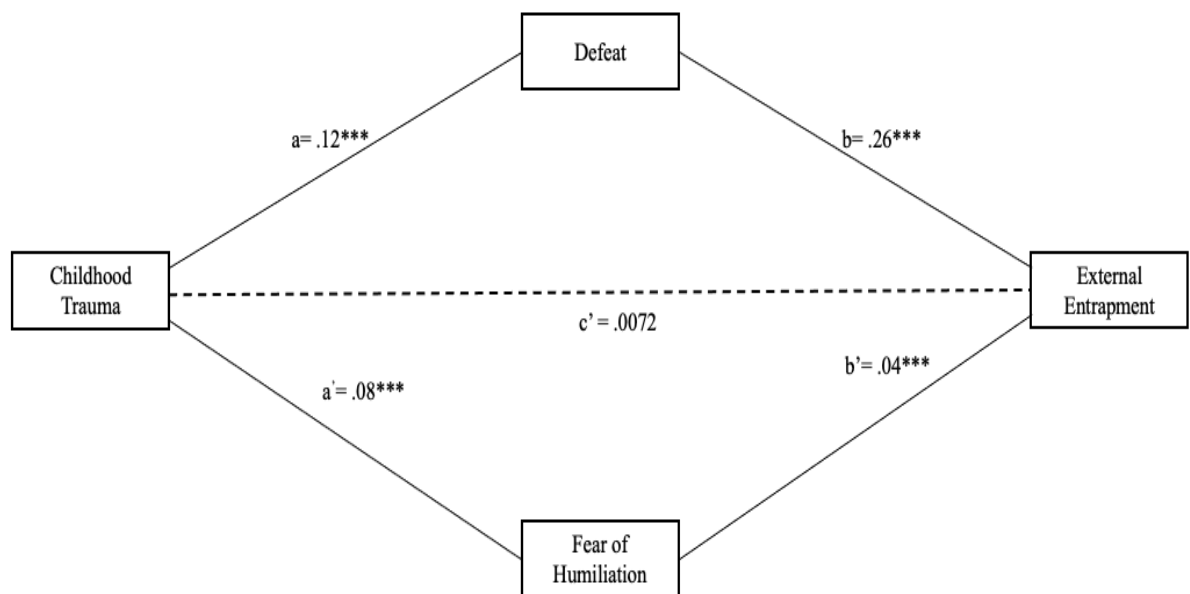 Defeat
a= .12***
b= .26***
Childhood
Trauma
External
Entrapment
c’ = .0072
a’= .08***
b’= .04***
Fear of
Humiliation